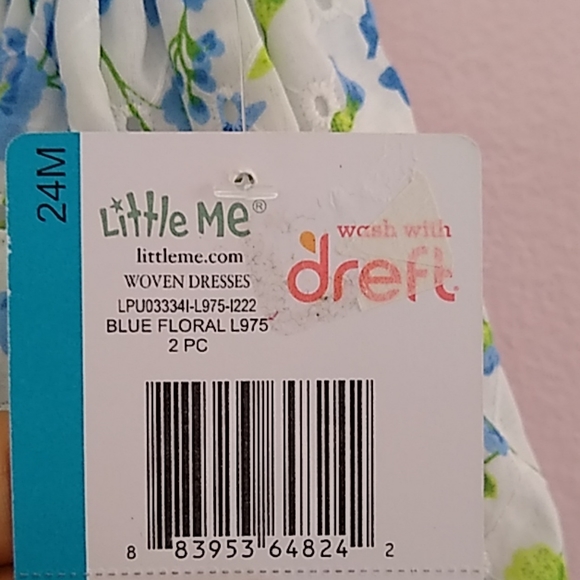 24M
Little Me®
littleme.com
WOVEN DRESSES
LPU03334I-L975-I222
BLUE FLORAL L975
2 PC
wash with
dreft
8 83953 64824 2